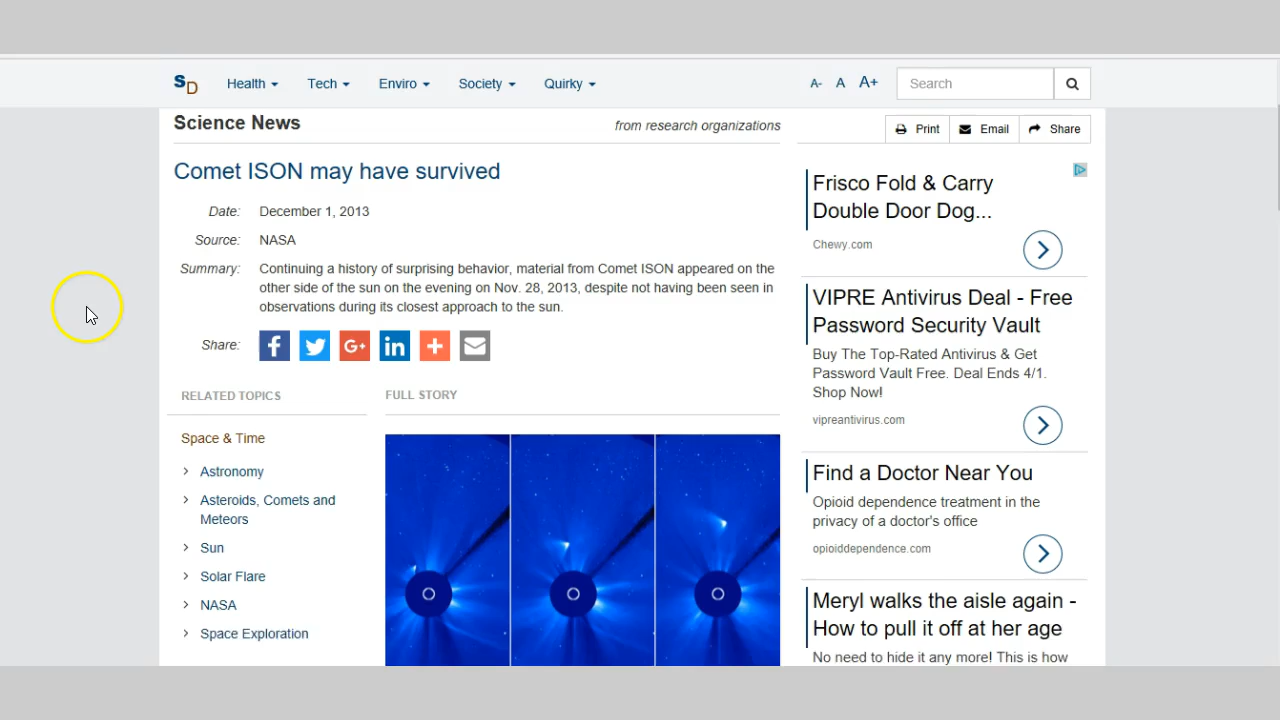 SD
Health
Tech
Enviro
Society
Quirky
A-
A
A+
Search
Science News
from research organizations
Print
Email
Share
Comet ISON may have survived
Date: December 1, 2013
Source: NASA
Summary: Continuing a history of surprising behavior, material from Comet ISON appeared on the
other side of the sun on the evening on Nov. 28, 2013, despite not having been seen in
observations during its closest approach to the sun.
Share:
RELATED TOPICS
Space & Time
Astronomy
Asteroids, Comets and
Meteors
Sun
Solar Flare
NASA
Space Exploration
FULL STORY
Frisco Fold & Carry
Double Door Dog...
Chewy.com
VIPRE Antivirus Deal - Free
Password Security Vault
Buy The Top-Rated Antivirus & Get
Password Vault Free. Deal Ends 4/1.
Shop Now!
vipreantivirus.com
Find a Doctor Near You
Opioid dependence treatment in the
privacy of a doctor's office
opioiddependence.com
Meryl walks the aisle again -
How to pull it off at her age
No need to hide it any more! This is how